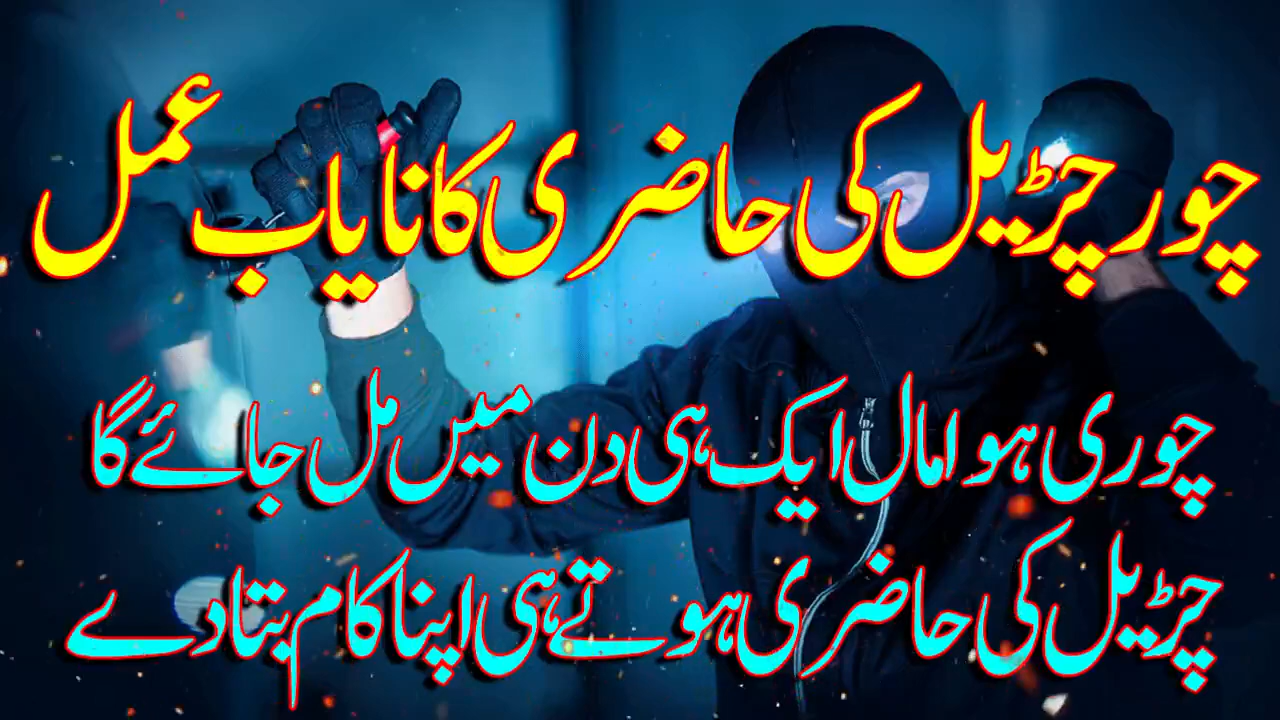 چور چڑیل کی حاضری کا نایاب عمل
چوری ہوا مال ایک ہی دن میں مل جائے گا
چڑیل کی حاضری ہوتے ہی اپنا کام بتا دے